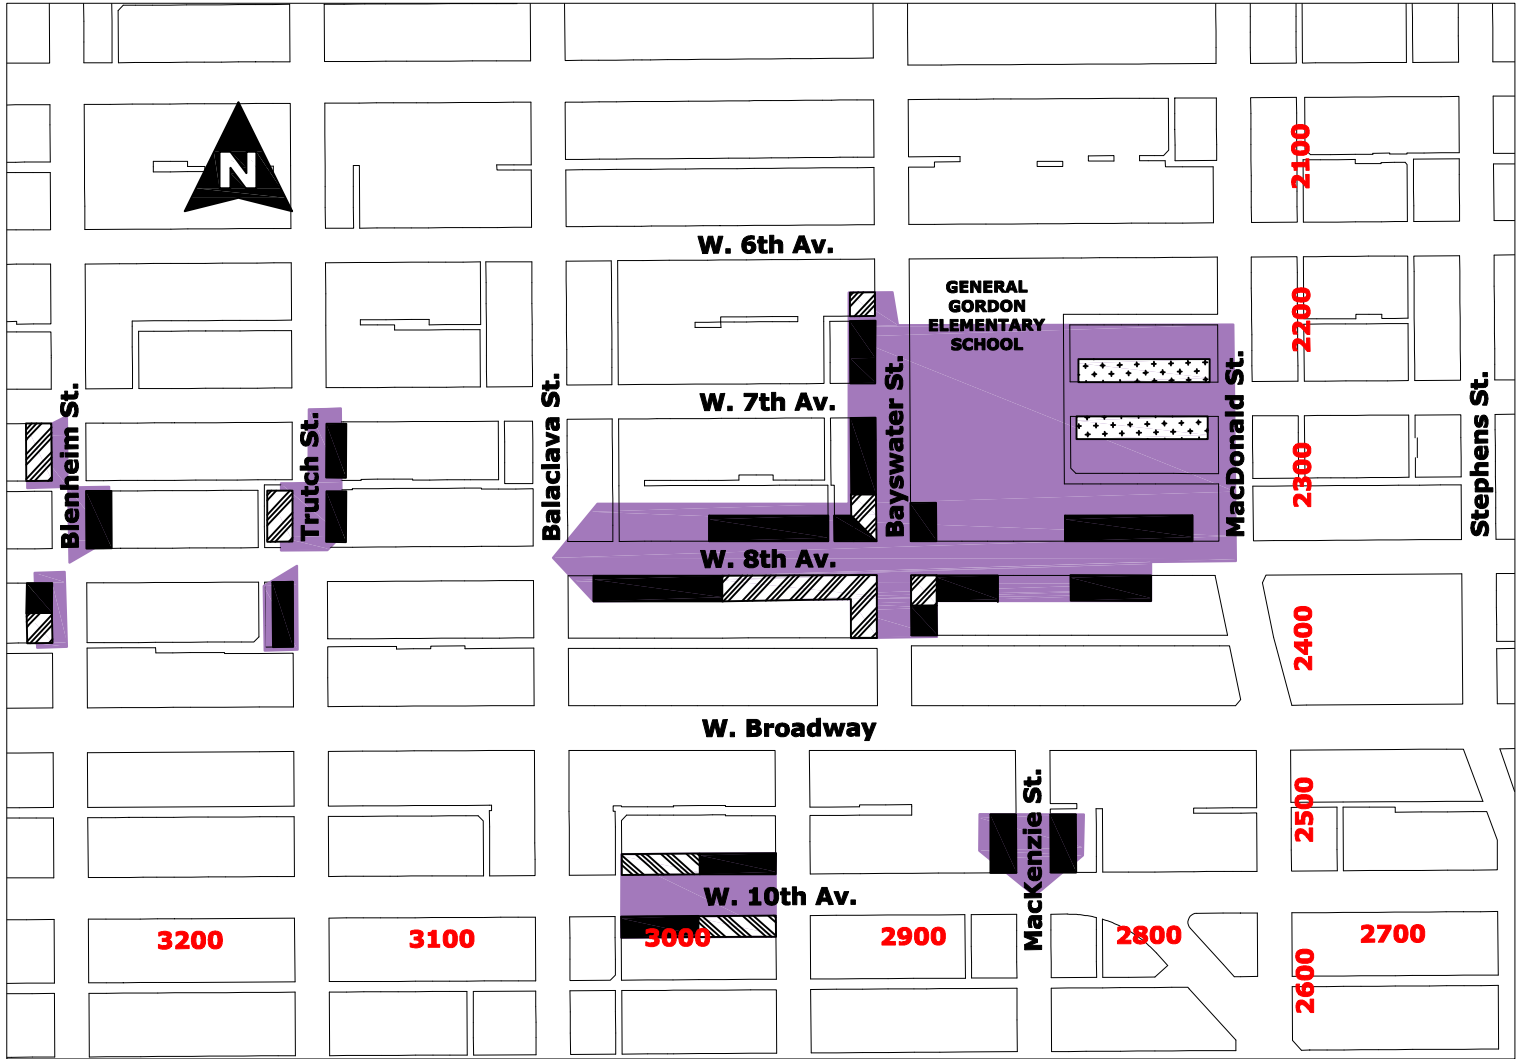 N
2100
W. 6th Av.
GENERAL
GORDON
ELEMENTARY
SCHOOL
2200
Blenheim St.
Trutch St.
Balaclava St.
W. 7th Av.
Bayswater St.
MacDonald St.
2300
Stephens St.
W. 8th Av.
2400
W. Broadway
MacKenzie St.
2500
W. 10th Av.
3200
3100
3000
2900
2800
2700
2600